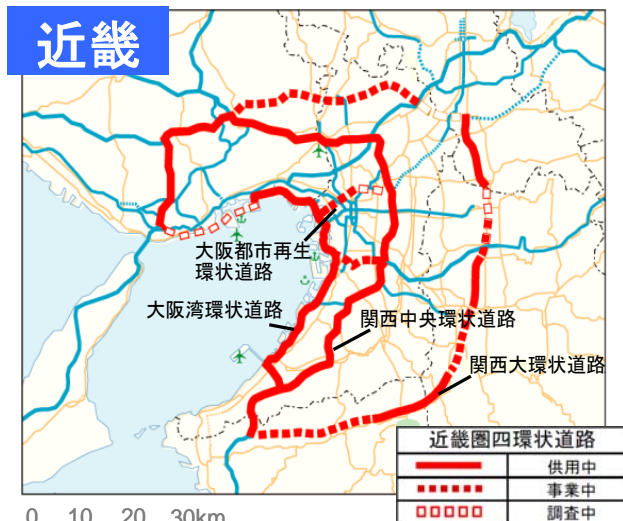 近畿
大阪都市再生
環状道路
大阪湾環状道路
関西中央環状道路
関西大環状道路
近畿圏四環状道路
供用中
事業中
調査中
0 10 20 30km